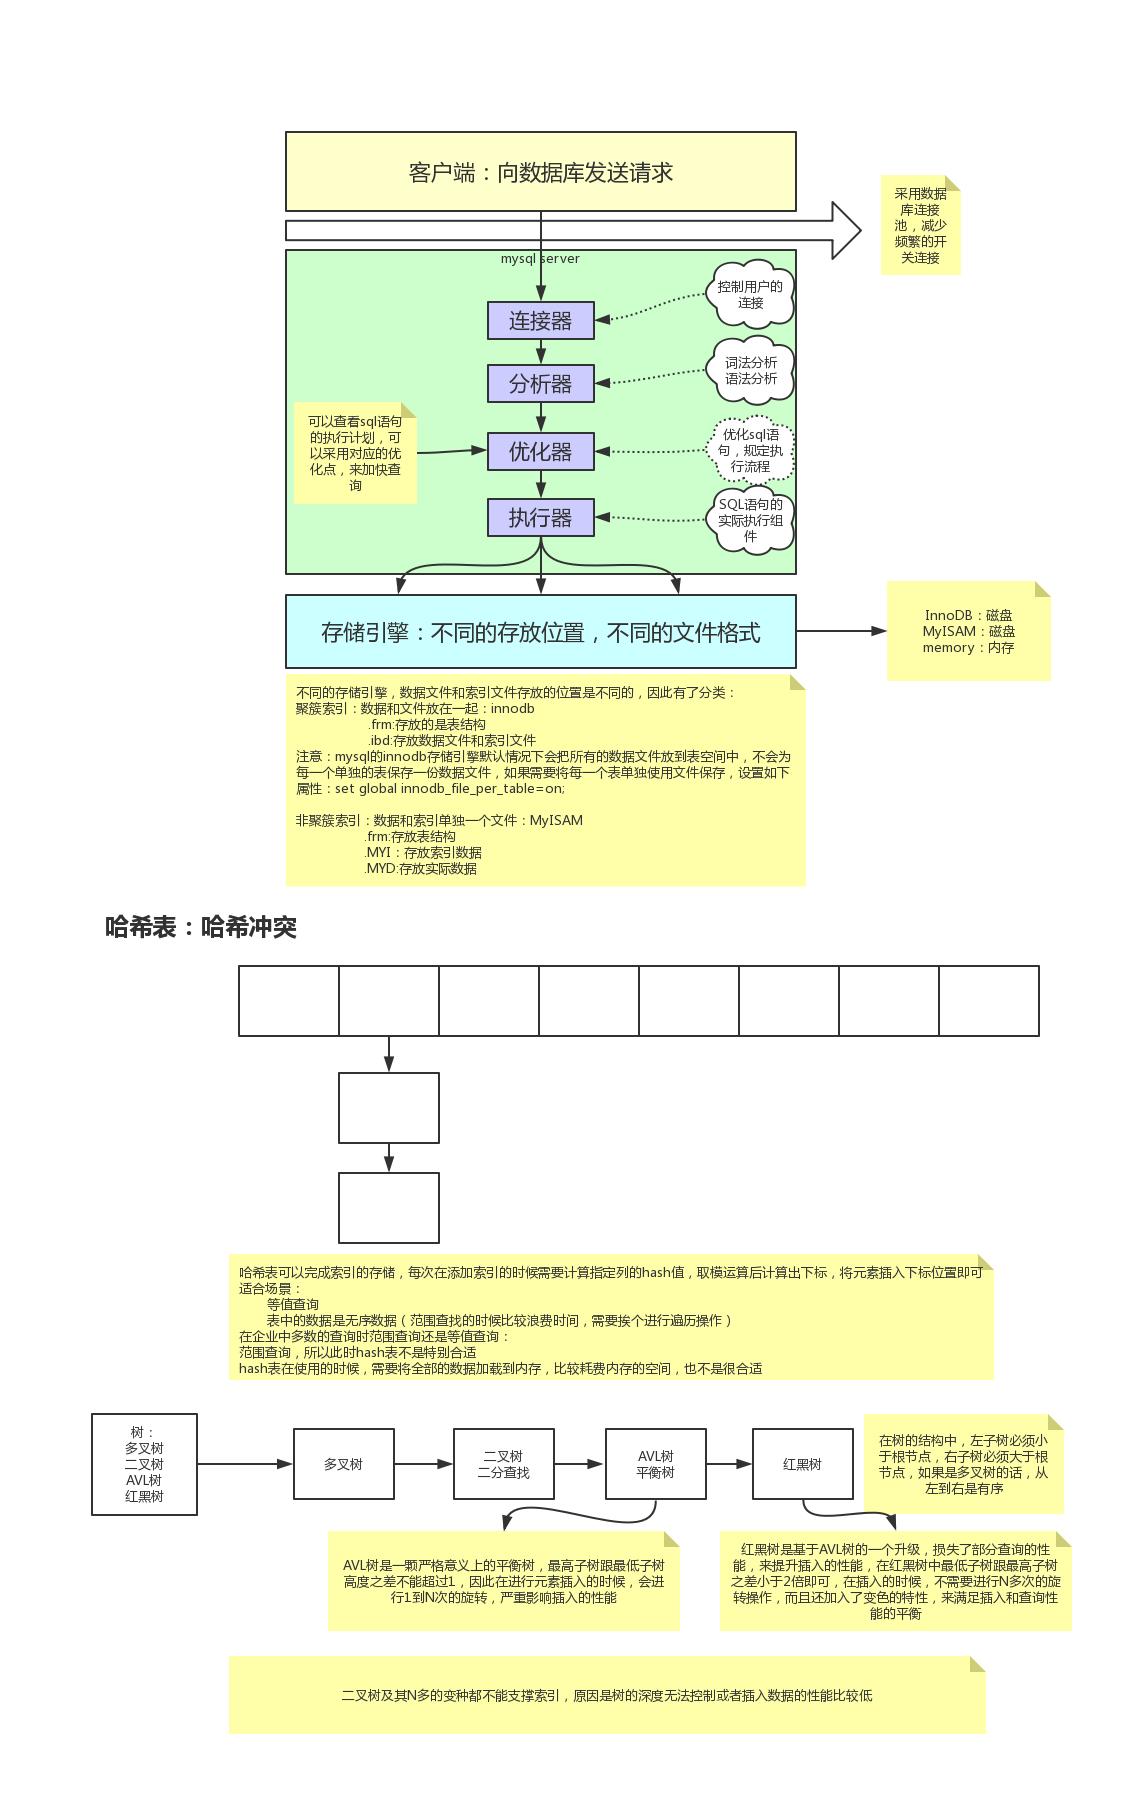 客户端：向数据库发送请求
采用数据
库连接
池，减少
频繁的开
关连接
mysql server
控制用户的
连接
连接器
词法分析
语法分析
分析器
可以查看sql语句
的执行计划，可
以采用对应的优
化点，来加快查
询
优化器
优化sql语
句，规定执
行流程
执行器
SQL语句的
实际执行组
件
存储引擎：不同的存放位置，不同的文件格式
InnoDB：磁盘
MyISAM：磁盘
memory：内存
不同的存储引擎，数据文件和索引文件存放的位置是不同的，因此有了分类：
聚簇索引：数据和文件放在一起：innodb
.frm:存放的是表结构
.ibd:存放数据文件和索引文件
注意：mysql的innodb存储引擎默认情况下会把所有的数据文件放到表空间中，不会为
每一个单独的表保存一份数据文件，如果需要将每一个表单独使用文件保存，设置如下
属性：set global innodb_file_per_table=on;
非聚簇索引：数据和索引单独一个文件：MyISAM
.frm:存放表结构
.MYI：存放索引数据
.MYD:存放实际数据
哈希表：哈希冲突
哈希表可以完成索引的存储，每次在添加索引的时候需要计算指定列的hash值，取模运算后计算出下标，将元素插入下标位置即可
适合场景：
等值查询
表中的数据是无序数据（范围查找的时候比较浪费时间，需要挨个进行遍历操作）
在企业中多数的查询时范围查询还是等值查询：
范围查询，所以此时hash表不是特别合适
hash表在使用的时候，需要将全部的数据加载到内存，比较耗费内存的空间，也不是很合适
树：
多叉树
二叉树
AVL树
红黑树
多叉树
二叉树
二分查找
AVL树
平衡树
红黑树
在树的结构中，左子树必须小
于根节点，右子树必须大于根
节点，如果是多叉树的话，从
左到右是有序
AVL树是一颗严格意义上的平衡树，最高子树跟最低子树
高度之差不能超过1，因此在进行元素插入的时候，会进
行1到N次的旋转，严重影响插入的性能
红黑树是基于AVL树的一个升级，损失了部分查询的性
能，来提升插入的性能，在红黑树中最低子树跟最高子树
之差小于2倍即可，在插入的时候，不需要进行N多次的旋
转操作，而且还加入了变色的特性，来满足插入和查询性
能的平衡
二叉树及其N多的变种都不能支撑索引，原因是树的深度无法控制或者插入数据的性能比较低